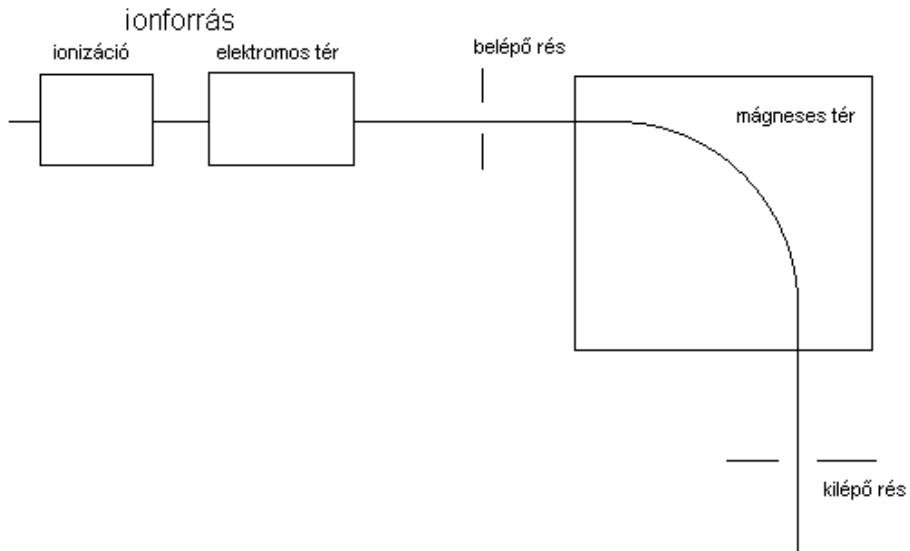 ionforrás
ionizáció
elektromos tér
belépő rés
mágneses tér
kilépő rés